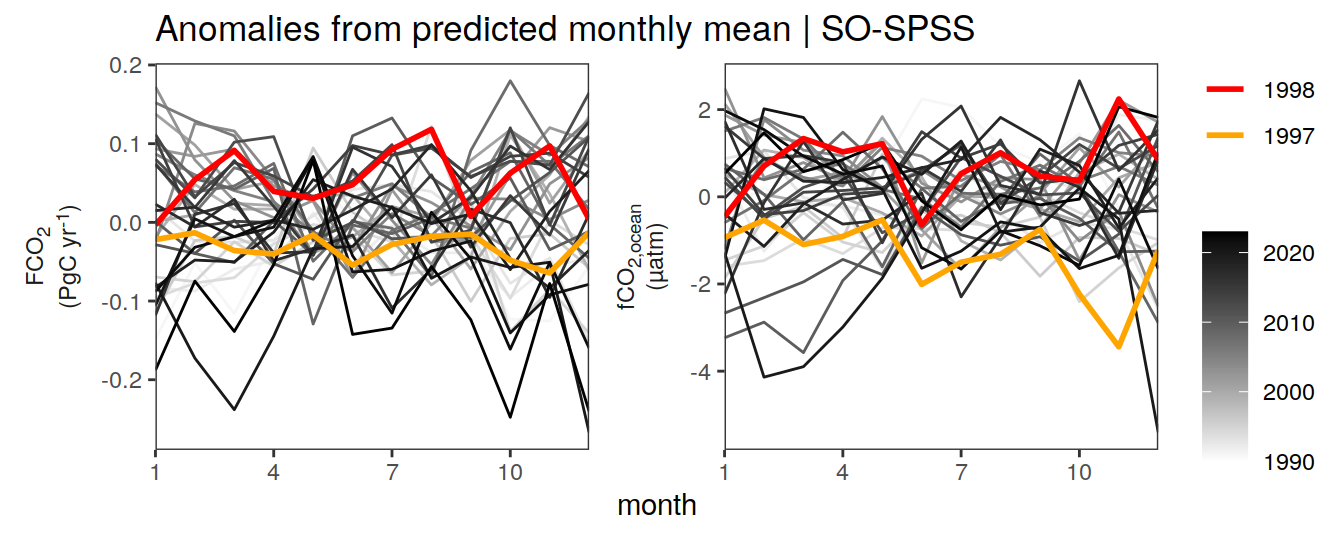 Anomalies from predicted monthly mean | SO-SPSS
FCO₂
(PgC yr⁻¹)
0.2
0.1
0.0
-0.1
-0.2
1 4 7 10
fCO₂,ocean
(µatm)
2
0
-2
-4
1 4 7 10
month
1998
1997
2020
2010
2000
1990